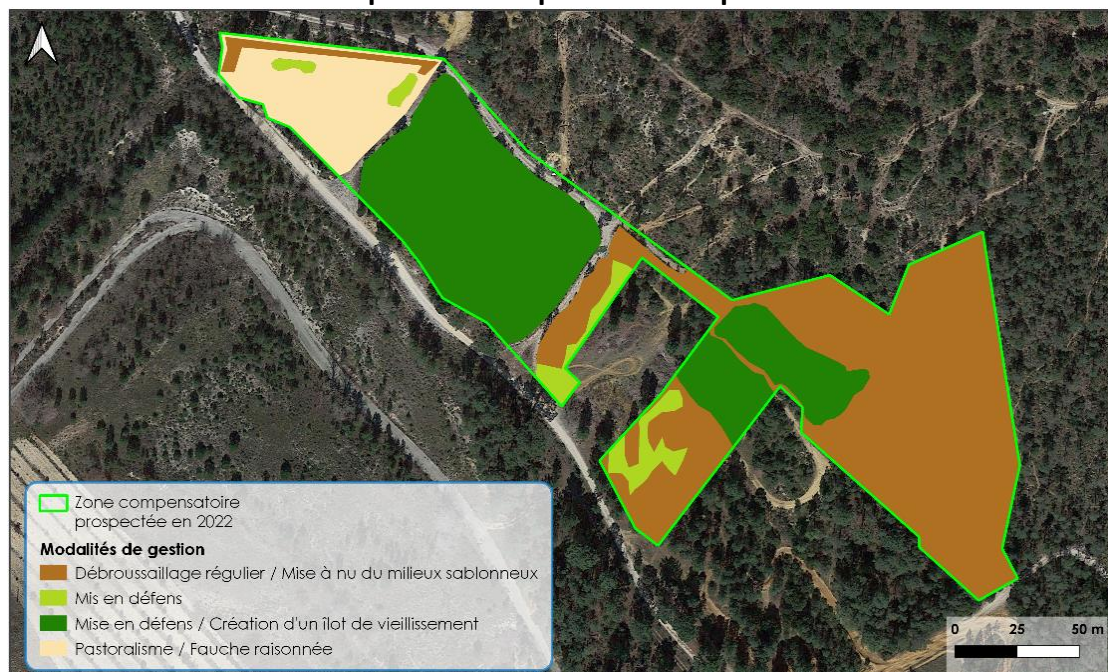 Zone compensatoire
prospectée en 2022
Modalités de gestion
Débroussaillage régulier / Mise à nu du milieux sablonneux
Mis en défens
Mise en défens / Création d'un îlot de vieillissement
Pastoralisme / Fauche raisonnée
0 25 50 m